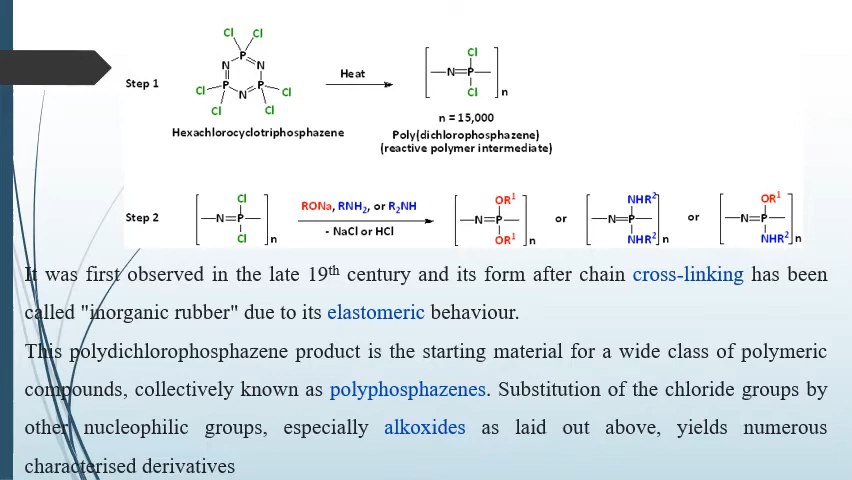 Cl Cl
P
N N
Cl P P Cl
N
Cl Cl
Step 1
Heat
Cl
N=P
Cl
n
n = 15,000
Hexachlorocyclotriphosphazene
Poly(dichlorophosphazene)
(reactive polymer intermediate)
Step 2
Cl
N=P
Cl
n
RONa, RNH₂, or R₂NH
- NaCl or HCl
OR¹
N=P
OR¹
n
or
NHR²
N=P
NHR²
n
or
OR¹
N=P
NHR²
n
It was first observed in the late 19th century and its form after chain cross-linking has been
called "inorganic rubber" due to its elastomeric behaviour.
This polydichlorophosphazene product is the starting material for a wide class of polymeric
compounds, collectively known as polyphosphazenes. Substitution of the chloride groups by
other nucleophilic groups, especially alkoxides as laid out above, yields numerous
characterised derivatives